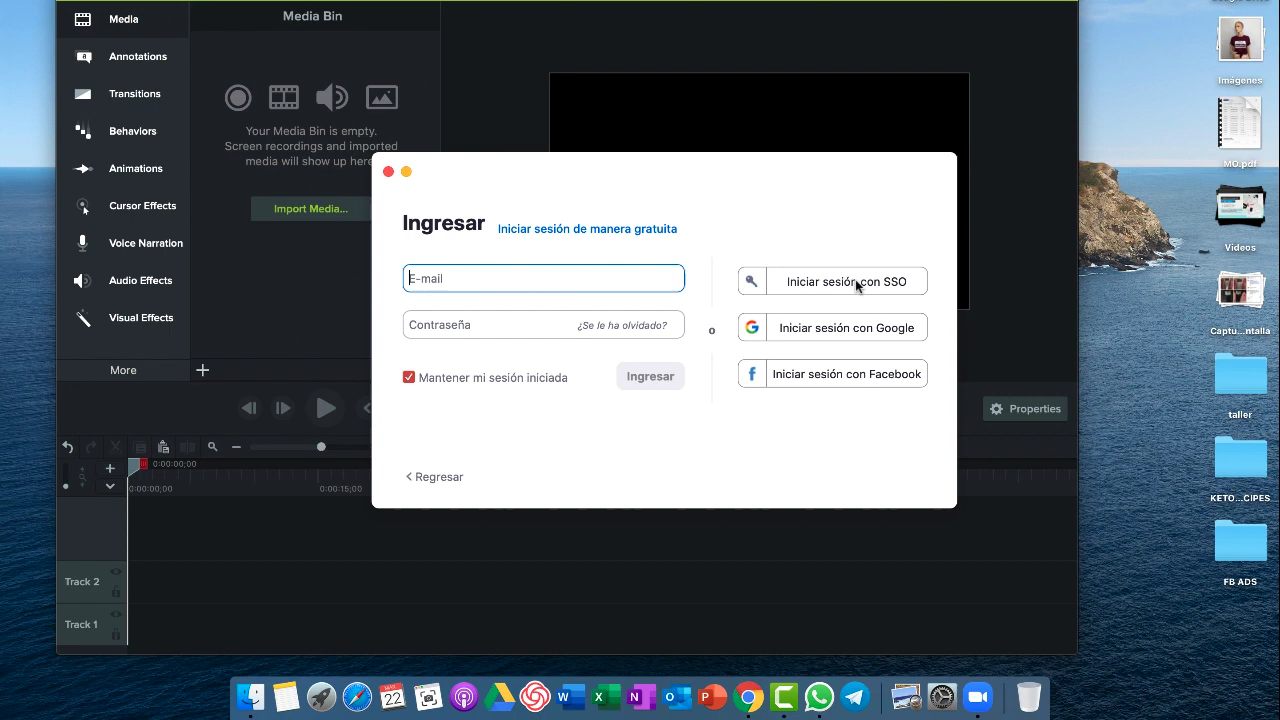 Media
Annotations
Transitions
Behaviors
Animations
Cursor Effects
Voice Narration
Audio Effects
Visual Effects
More
Media Bin
Your Media Bin is empty.
Screen recordings and imported
media will show up here
Import Media...
Ingresar
Iniciar sesión de manera gratuita
E-mail
Contraseña
¿Se le ha olvidado?
Mantener mi sesión iniciada
Ingresar
o
Iniciar sesión con SSO
Iniciar sesión con Google
Iniciar sesión con Facebook
Regresar
Properties
0:00:00;00
0:00:00;00
0:00:15;00
Track 2
Track 1
Imágenes
MO.pdf
Videos
Captu...ntalla
taller
KETO...CIPES
FB ADS
22